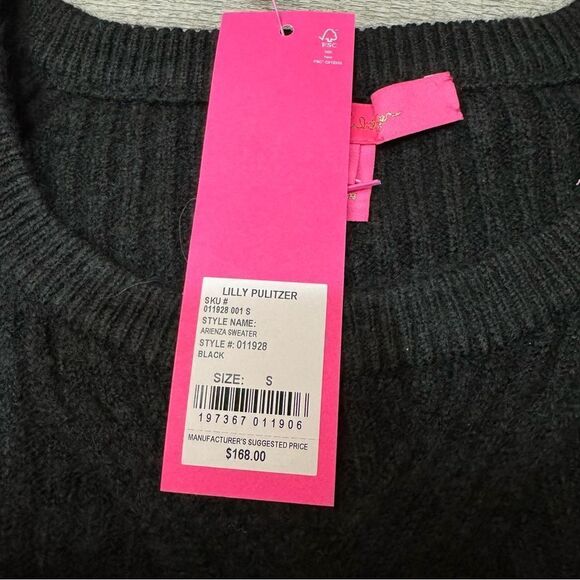 FSC
LILLY PULITZER
SKU #
011928 001 S
STYLE NAME:
ARIENZA SWEATER
STYLE #: 011928
BLACK
SIZE: S
197367 011906
MANUFACTURER'S SUGGESTED PRICE
$168.00